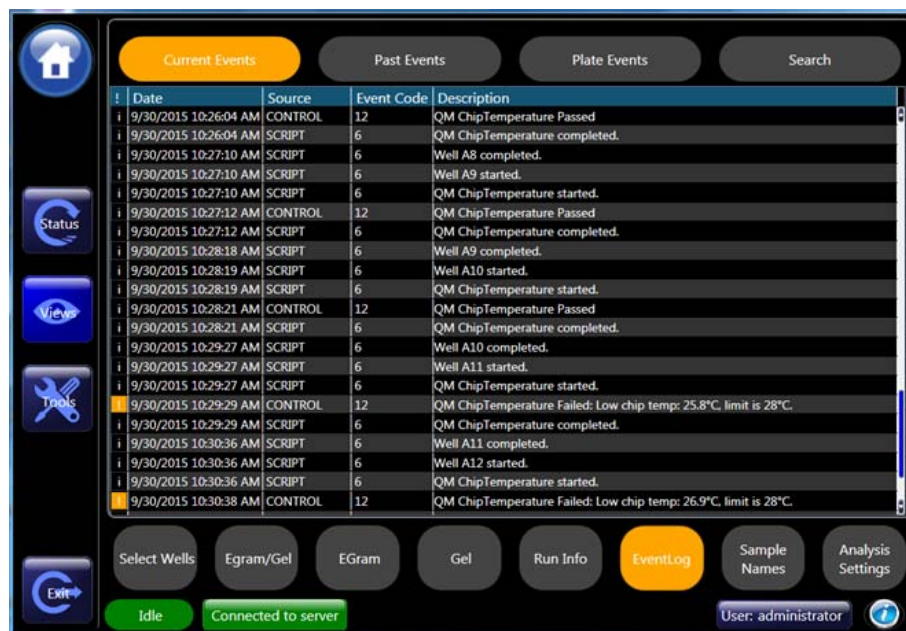 Current Events Past Events Plate Events Search
! Date Source Event Code Description
i 9/30/2015 10:26:04 AM CONTROL 12 QM ChipTemperature Passed
i 9/30/2015 10:26:04 AM SCRIPT 6 QM ChipTemperature completed.
i 9/30/2015 10:27:10 AM SCRIPT 6 Well A8 completed.
i 9/30/2015 10:27:10 AM SCRIPT 6 Well A9 started.
i 9/30/2015 10:27:10 AM SCRIPT 6 QM ChipTemperature started.
i 9/30/2015 10:27:12 AM CONTROL 12 QM ChipTemperature Passed
i 9/30/2015 10:27:12 AM SCRIPT 6 QM ChipTemperature completed.
i 9/30/2015 10:28:18 AM SCRIPT 6 Well A9 completed.
i 9/30/2015 10:28:19 AM SCRIPT 6 Well A10 started.
i 9/30/2015 10:28:19 AM SCRIPT 6 QM ChipTemperature started.
i 9/30/2015 10:28:21 AM CONTROL 12 QM ChipTemperature Passed
i 9/30/2015 10:28:21 AM SCRIPT 6 QM ChipTemperature completed.
i 9/30/2015 10:29:27 AM SCRIPT 6 Well A10 completed.
i 9/30/2015 10:29:27 AM SCRIPT 6 Well A11 started.
i 9/30/2015 10:29:27 AM SCRIPT 6 QM ChipTemperature started.
! 9/30/2015 10:29:29 AM CONTROL 12 QM ChipTemperature Failed: Low chip temp: 25.8°C, limit is 28°C.
i 9/30/2015 10:29:29 AM SCRIPT 6 QM ChipTemperature completed.
i 9/30/2015 10:30:36 AM SCRIPT 6 Well A11 completed.
i 9/30/2015 10:30:36 AM SCRIPT 6 Well A12 started.
i 9/30/2015 10:30:36 AM SCRIPT 6 QM ChipTemperature started.
! 9/30/2015 10:30:38 AM CONTROL 12 QM ChipTemperature Failed: Low chip temp: 26.9°C, limit is 28°C.
Status
Views
Tools
Exit
Select Wells Egram/Gel EGram Gel Run Info EventLog Sample Names Analysis Settings
Idle Connected to server User: administrator i